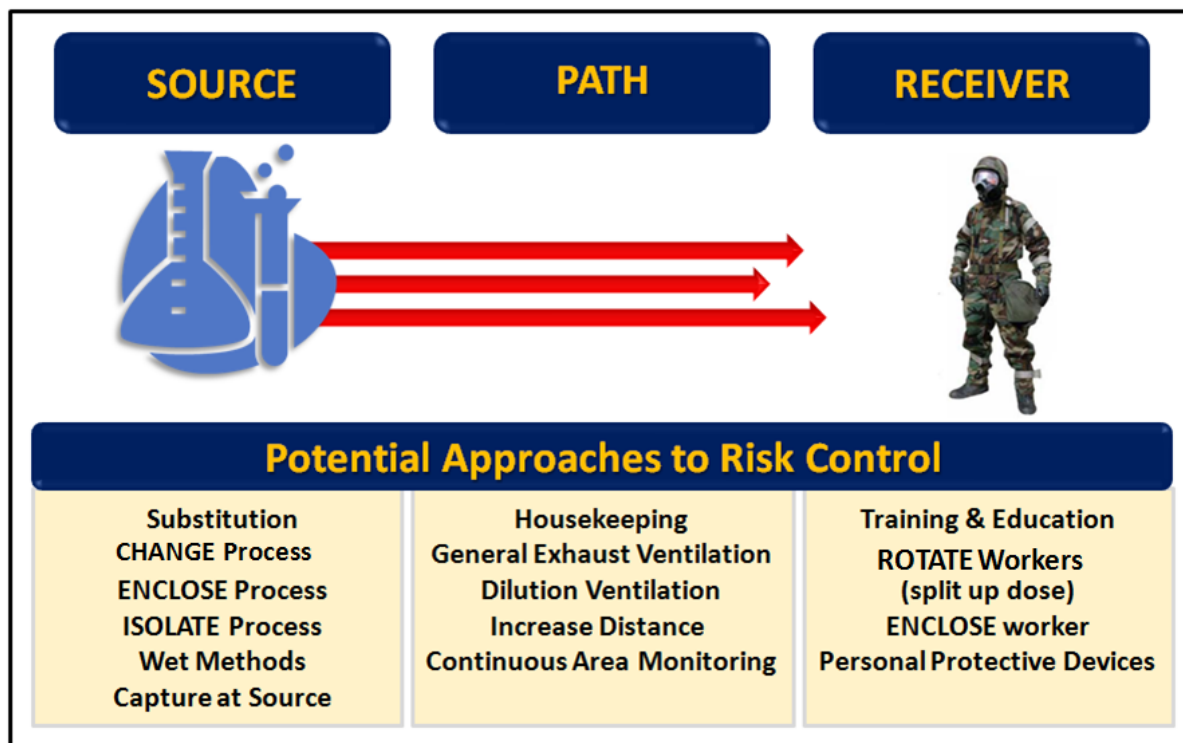 SOURCE
PATH
RECEIVER
Potential Approaches to Risk Control
Substitution
CHANGE Process
ENCLOSE Process
ISOLATE Process
Wet Methods
Capture at Source
Housekeeping
General Exhaust Ventilation
Dilution Ventilation
Increase Distance
Continuous Area Monitoring
Training & Education
ROTATE Workers
(split up dose)
ENCLOSE worker
Personal Protective Devices